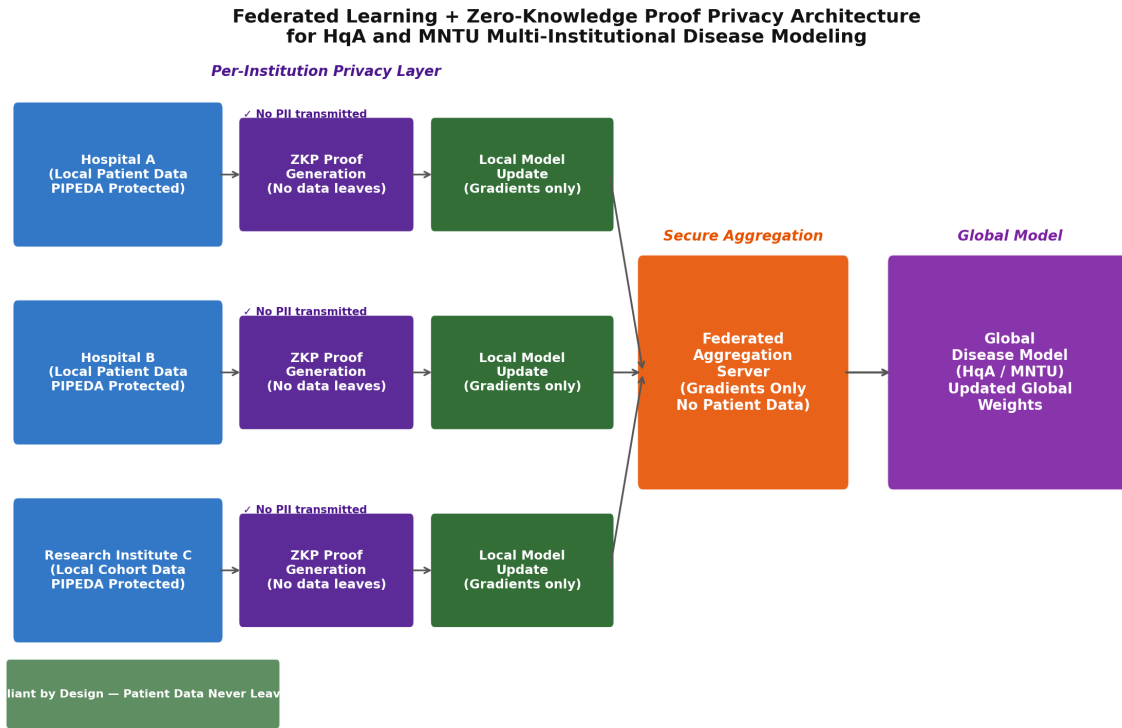 Federated Learning + Zero-Knowledge Proof Privacy Architecture
for HqA and MNTU Multi-Institutional Disease Modeling
Per-Institution Privacy Layer
Hospital A
(Local Patient Data
PIPEDA Protected)
✓ No PII transmitted
ZKP Proof
Generation
(No data leaves)
Local Model
Update
(Gradients only)
Hospital B
(Local Patient Data
PIPEDA Protected)
✓ No PII transmitted
ZKP Proof
Generation
(No data leaves)
Local Model
Update
(Gradients only)
Research Institute C
(Local Cohort Data
PIPEDA Protected)
✓ No PII transmitted
ZKP Proof
Generation
(No data leaves)
Local Model
Update
(Gradients only)
Secure Aggregation
Federated
Aggregation
Server
(Gradients Only
No Patient Data)
Global Model
Global
Disease Model
(HqA / MNTU)
Updated Global
Weights
by Design — Patient Data Never